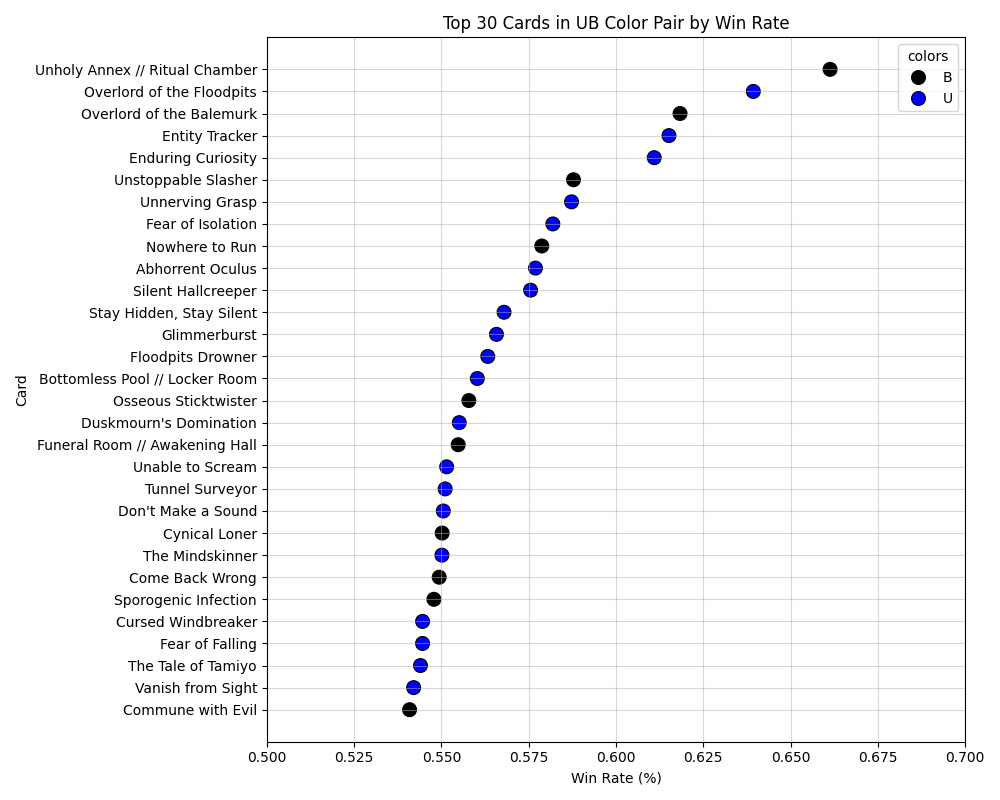 Top 30 Cards in UB Color Pair by Win Rate
colors
B
U
Unholy Annex // Ritual Chamber
Overlord of the Floodpits
Overlord of the Balemurk
Entity Tracker
Enduring Curiosity
Unstoppable Slasher
Unnerving Grasp
Fear of Isolation
Nowhere to Run
Abhorrent Oculus
Silent Hallcreeper
Stay Hidden, Stay Silent
Glimmerburst
Floodpits Drowner
Bottomless Pool // Locker Room
Osseous Sticktwister
Duskmourn's Domination
Funeral Room // Awakening Hall
Unable to Scream
Tunnel Surveyor
Don't Make a Sound
Cynical Loner
The Mindskinner
Come Back Wrong
Sporogenic Infection
Cursed Windbreaker
Fear of Falling
The Tale of Tamiyo
Vanish from Sight
Commune with Evil
Card
0.500 0.525 0.550 0.575 0.600 0.625 0.650 0.675 0.700
Win Rate (%)